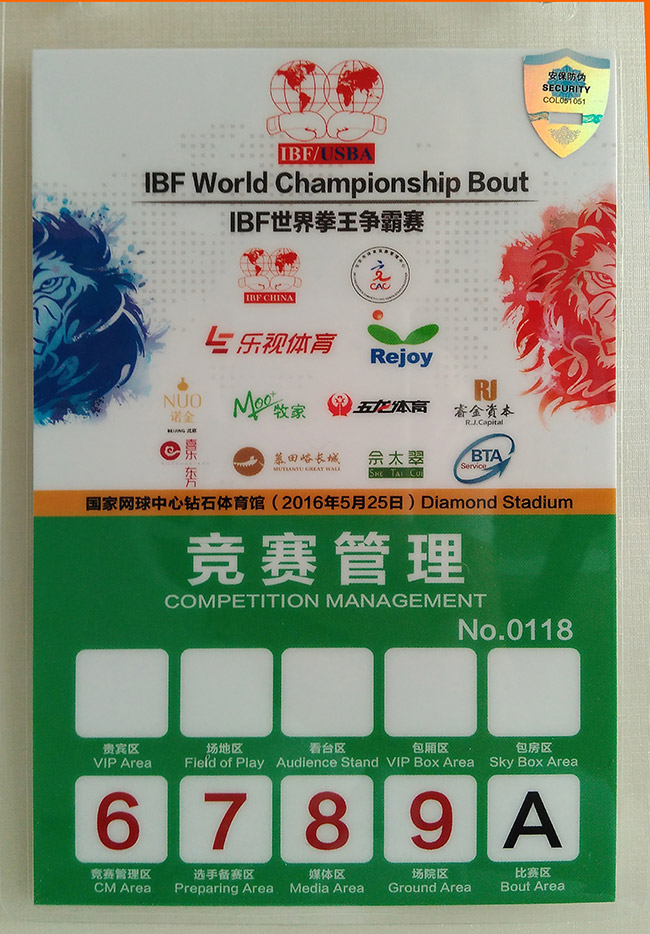 安保防伪
SECURITY
COL051051
IBF/USBA
IBF World Championship Bout
IBF世界拳王争霸赛
IBF CHINA
CAC
乐视体育
Rejoy
NUO
诺金
BEIJING 北京
Moo+ 牧家
五龙体育
RJ
睿金资本
R.J.Capital
喜乐·东方
慕田峪长城
MUTIANYU GREAT WALL
佘太翠
SHE TAI CUI
BTA
Service
国家网球中心钻石体育馆（2016年5月25日）Diamond Stadium
竞赛管理
COMPETITION MANAGEMENT
No.0118
贵宾区 场地区 看台区 包厢区 包房区
VIP Area Field of Play Audience Stand VIP Box Area Sky Box Area
6 7 8 9 A
竞赛管理区 选手备赛区 媒体区 场院区 比赛区
CM Area Preparing Area Media Area Ground Area Bout Area